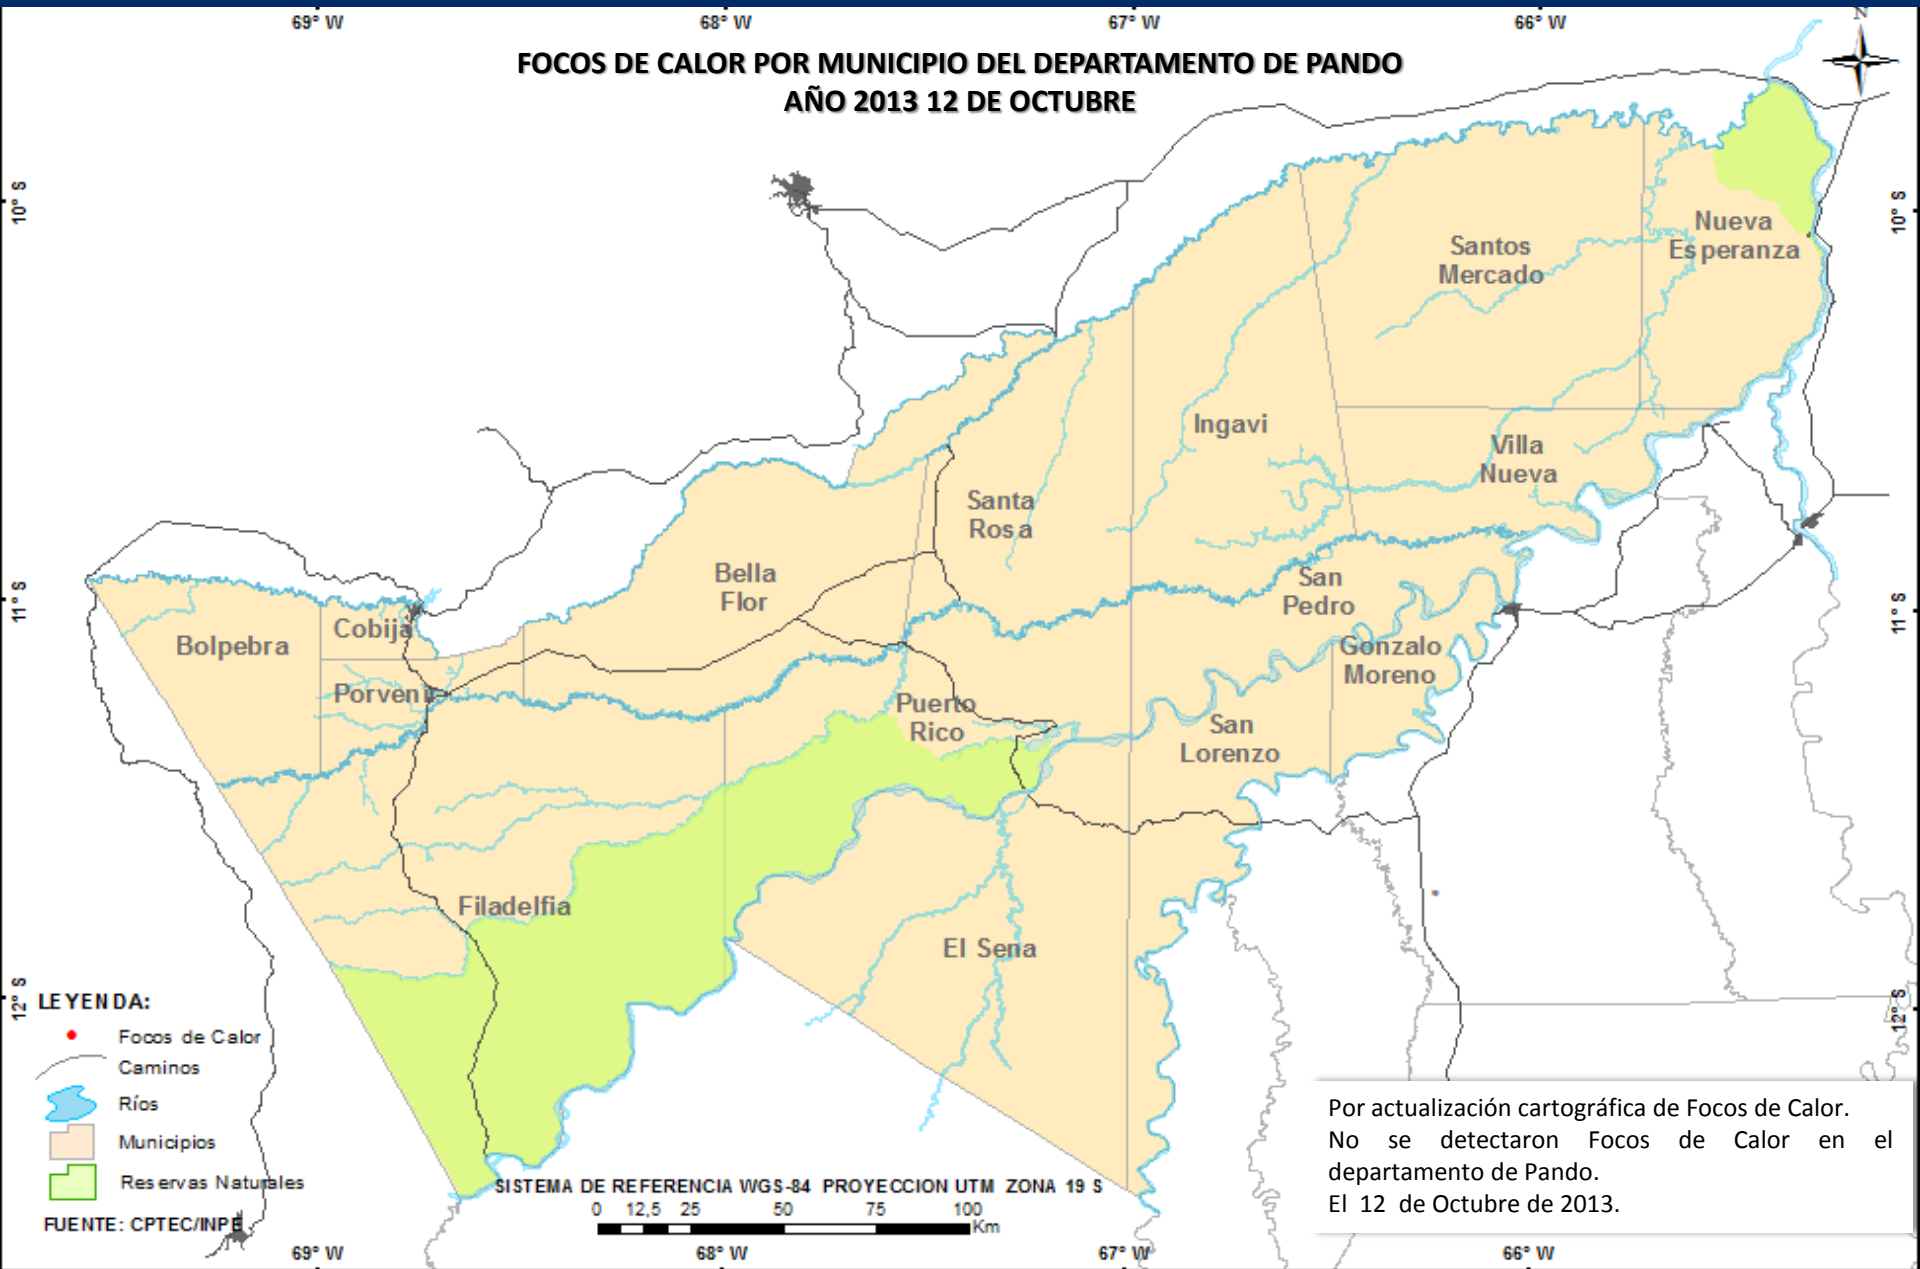 69° W 68° W 67° W 66° W
N
FOCOS DE CALOR POR MUNICIPIO DEL DEPARTAMENTO DE PANDO
AÑO 2013 12 DE OCTUBRE
10° S
10° S
Nueva
Esperanza
Santos
Mercado
Ingavi
Villa
Nueva
Santa
Rosa
Bella
Flor
San
Pedro
11° S
11° S
Cobija
Bolpebra
Gonzalo
Moreno
Porvenir
Puerto
Rico
San
Lorenzo
Filadelfia
El Sena
12° S
12° S
LEYENDA:
Focos de Calor
Caminos
Ríos
Municipios
Reservas Naturales
FUENTE: CPTEC/INPE
SISTEMA DE REFERENCIA WGS-84 PROYECCION UTM ZONA 19 S
0 12,5 25 50 75 100
Km
Por actualización cartográfica de Focos de Calor.
No se detectaron Focos de Calor en el
departamento de Pando.
El 12 de Octubre de 2013.
69° W 68° W 67° W 66° W